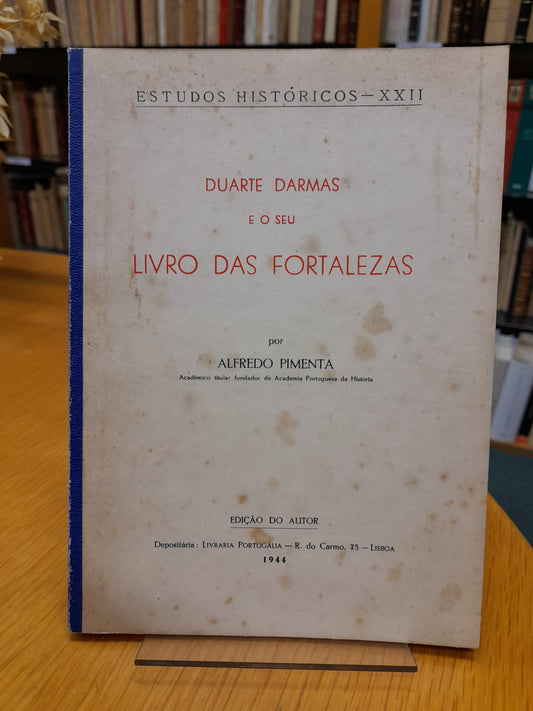 ESTUDOS HISTÓRICOS — XXII
DUARTE DARMAS
E O SEU
LIVRO DAS FORTALEZAS
por
ALFREDO PIMENTA
Académico titular fundador da Academia Portuguesa da História
EDIÇÃO DO AUTOR
Depositária: LIVRARIA PORTUGÁLIA — R. do Carmo, 75 — LISBOA
1944